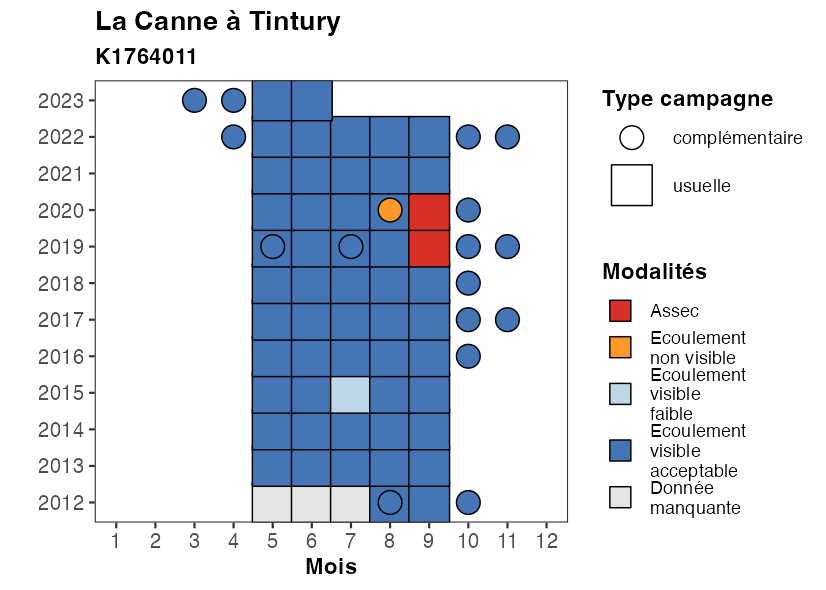 La Canne à Tintury
K1764011
2023
2022
2021
2020
2019
2018
2017
2016
2015
2014
2013
2012
1 2 3 4 5 6 7 8 9 10 11 12
Mois
Type campagne
complémentaire
usuelle
Modalités
Assec
Ecoulement
non visible
Ecoulement
visible
faible
Ecoulement
visible
acceptable
Donnée
manquante